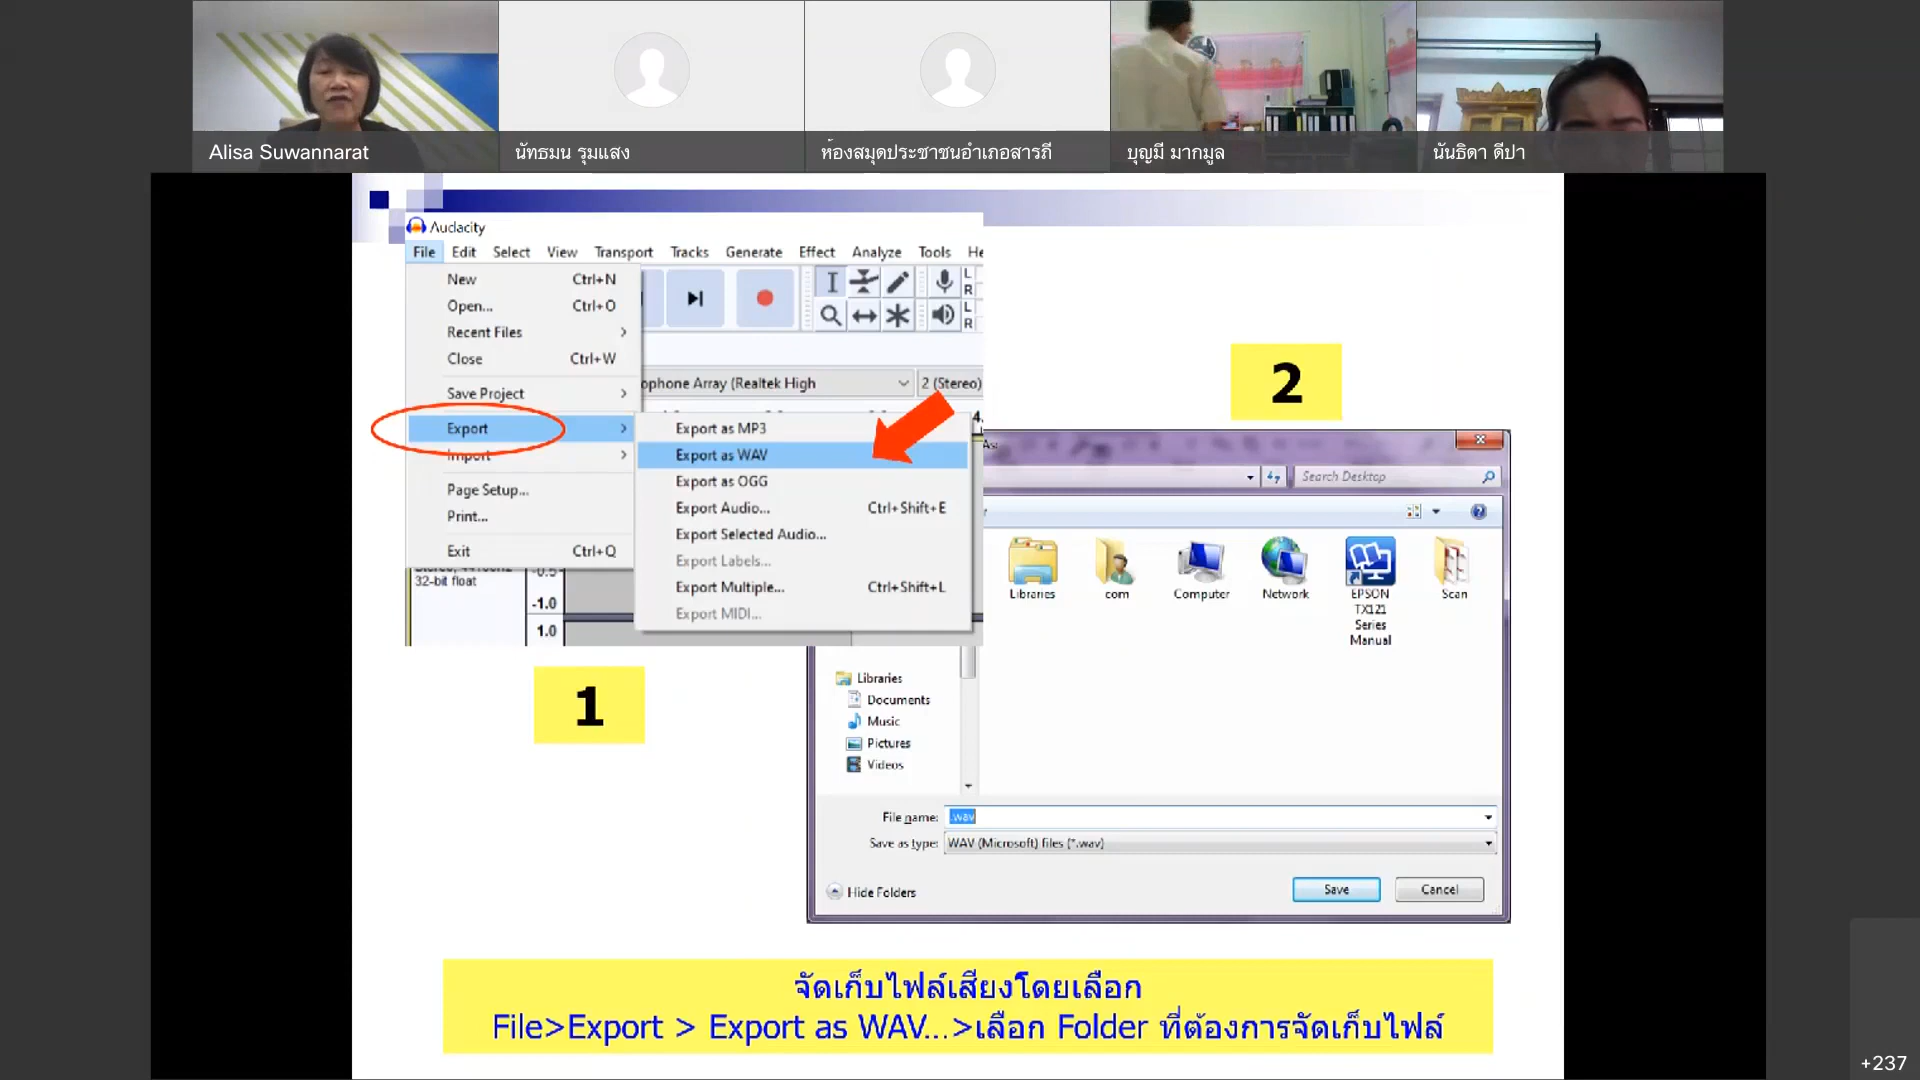 Alisa Suwannarat
นัทธมน รุมแสง
ห้องสมุดประชาชนอำเภอสารภี
บุญมี มากมูล
นันธิดา ดีปา
Audacity
File Edit Select View Transport Tracks Generate Effect Analyze Tools He
New Ctrl+N
Open... Ctrl+O
Recent Files
Close Ctrl+W
Save Project
Export
Import
Page Setup...
Print...
Exit Ctrl+Q
L
R
L
R
ophone Array (Realtek High
2 (Stereo)
Export as MP3
Export as WAV
Export as OGG
Export Audio... Ctrl+Shift+E
Export Selected Audio...
Export Labels...
Export Multiple... Ctrl+Shift+L
Export MIDI...
32-bit float
-0.5
-1.0
1.0
1
2
Search Desktop
Libraries
com
Computer
Network
EPSON
TX121
Series
Manual
Scan
Libraries
Documents
Music
Pictures
Videos
File name: .wav
Save as type: WAV (Microsoft) files (*.wav)
Hide Folders
Save
Cancel
จัดเก็บไฟล์เสียงโดยเลือก
File>Export > Export as WAV...>เลือก Folder ที่ต้องการจัดเก็บไฟล์
+237